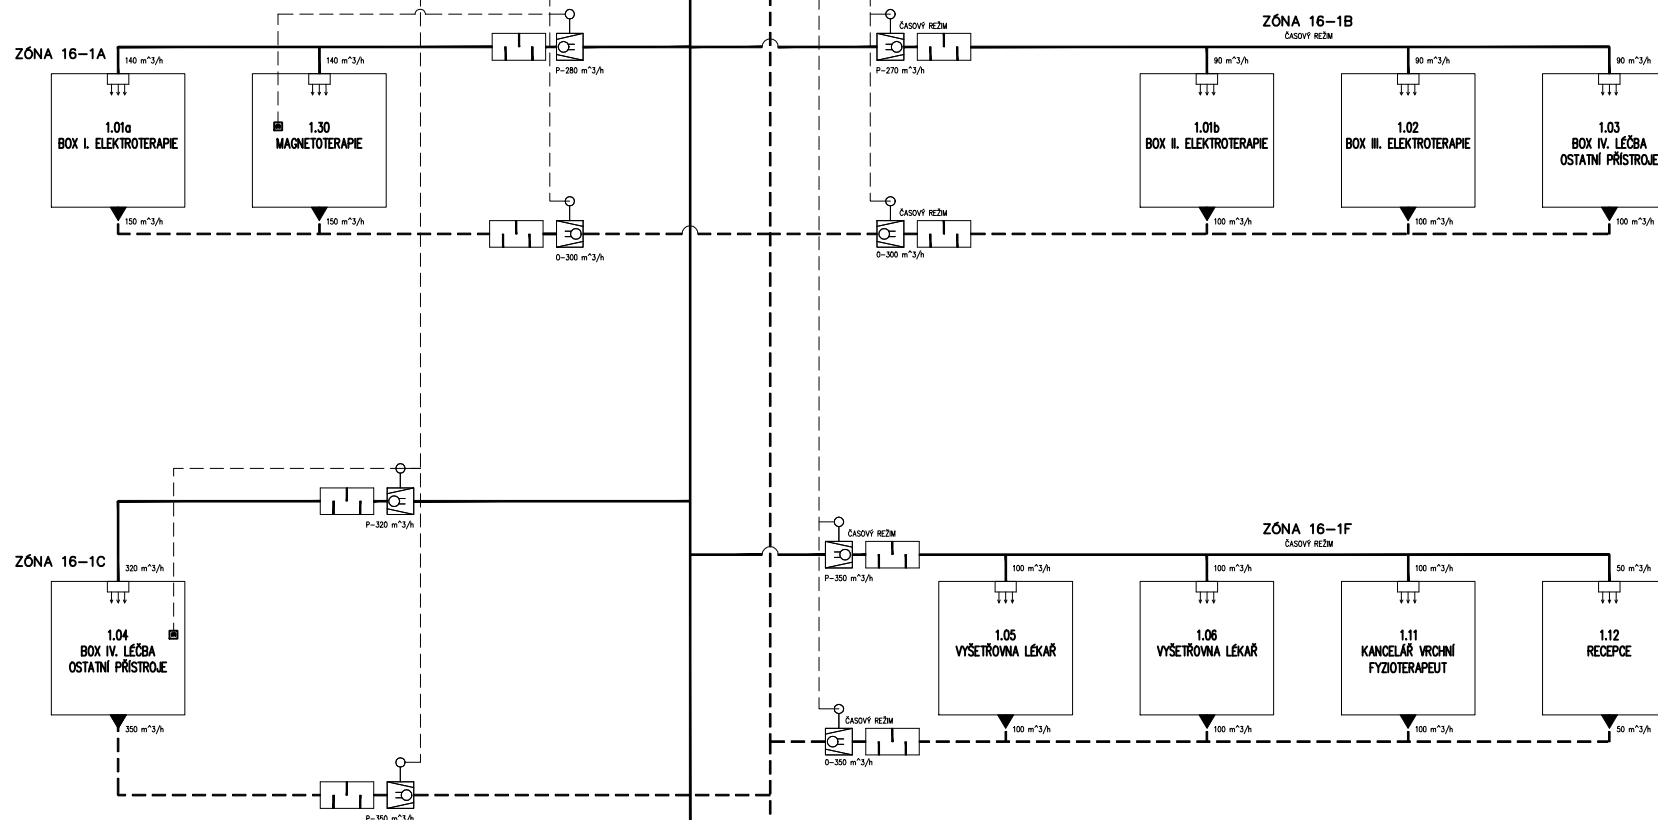 ZÓNA 16-1A
140 m^3/h
140 m^3/h
P-280 m^3/h
1.01a
BOX I. ELEKTROTERAPIE
1.30
MAGNETOTERAPIE
150 m^3/h
150 m^3/h
O-300 m^3/h
ČASOVÝ REŽIM
P-270 m^3/h
ZÓNA 16-1B
ČASOVÝ REŽIM
90 m^3/h
90 m^3/h
90 m^3/h
1.01b
BOX II. ELEKTROTERAPIE
1.02
BOX III. ELEKTROTERAPIE
1.03
BOX IV. LÉČBA
OSTATNÍ PŘÍSTROJE
ČASOVÝ REŽIM
O-300 m^3/h
100 m^3/h
100 m^3/h
100 m^3/h
P-320 m^3/h
ZÓNA 16-1C
320 m^3/h
1.04
BOX IV. LÉČBA
OSTATNÍ PŘÍSTROJE
350 m^3/h
P-350 m^3/h
ČASOVÝ REŽIM
P-350 m^3/h
ZÓNA 16-1F
ČASOVÝ REŽIM
100 m^3/h
100 m^3/h
100 m^3/h
50 m^3/h
1.05
VYŠETŘOVNA LÉKAŘ
1.06
VYŠETŘOVNA LÉKAŘ
1.11
KANCELÁŘ VRCHNÍ
FYZIOTERAPEUT
1.12
RECEPCE
ČASOVÝ REŽIM
O-350 m^3/h
100 m^3/h
100 m^3/h
100 m^3/h
50 m^3/h